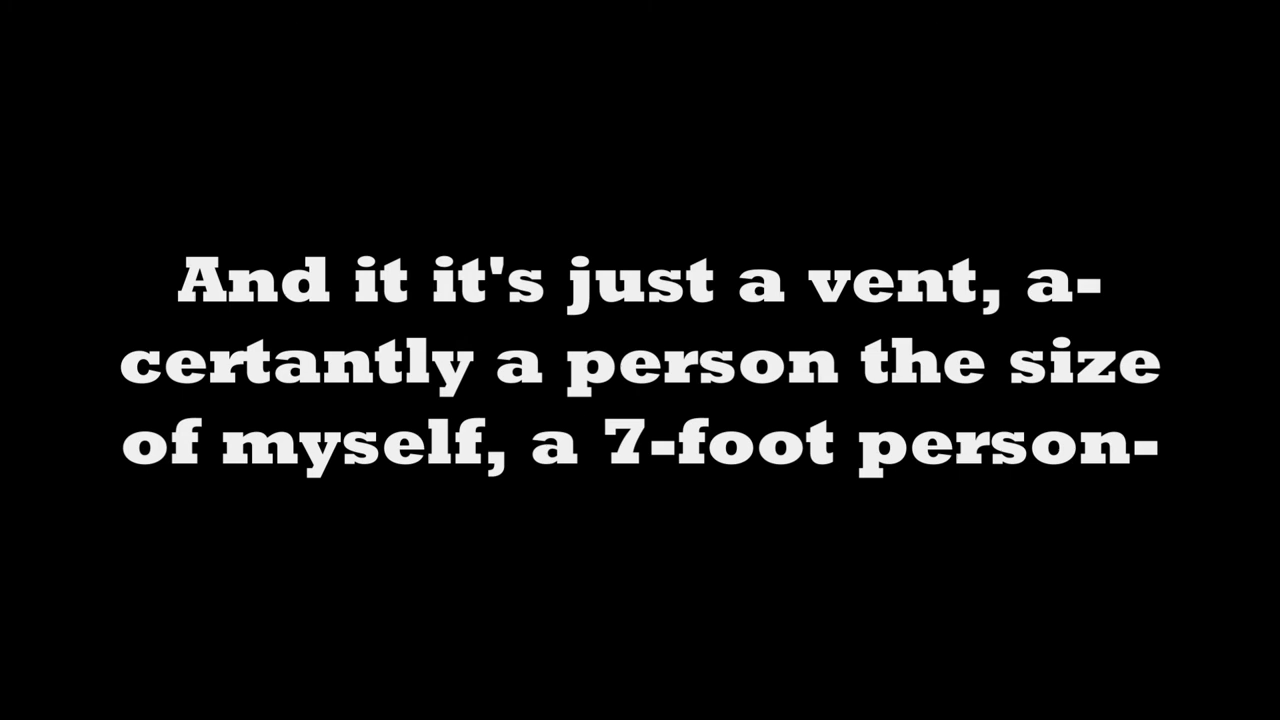 And it it's just a vent, a-
certantly a person the size
of myself, a 7-foot person-